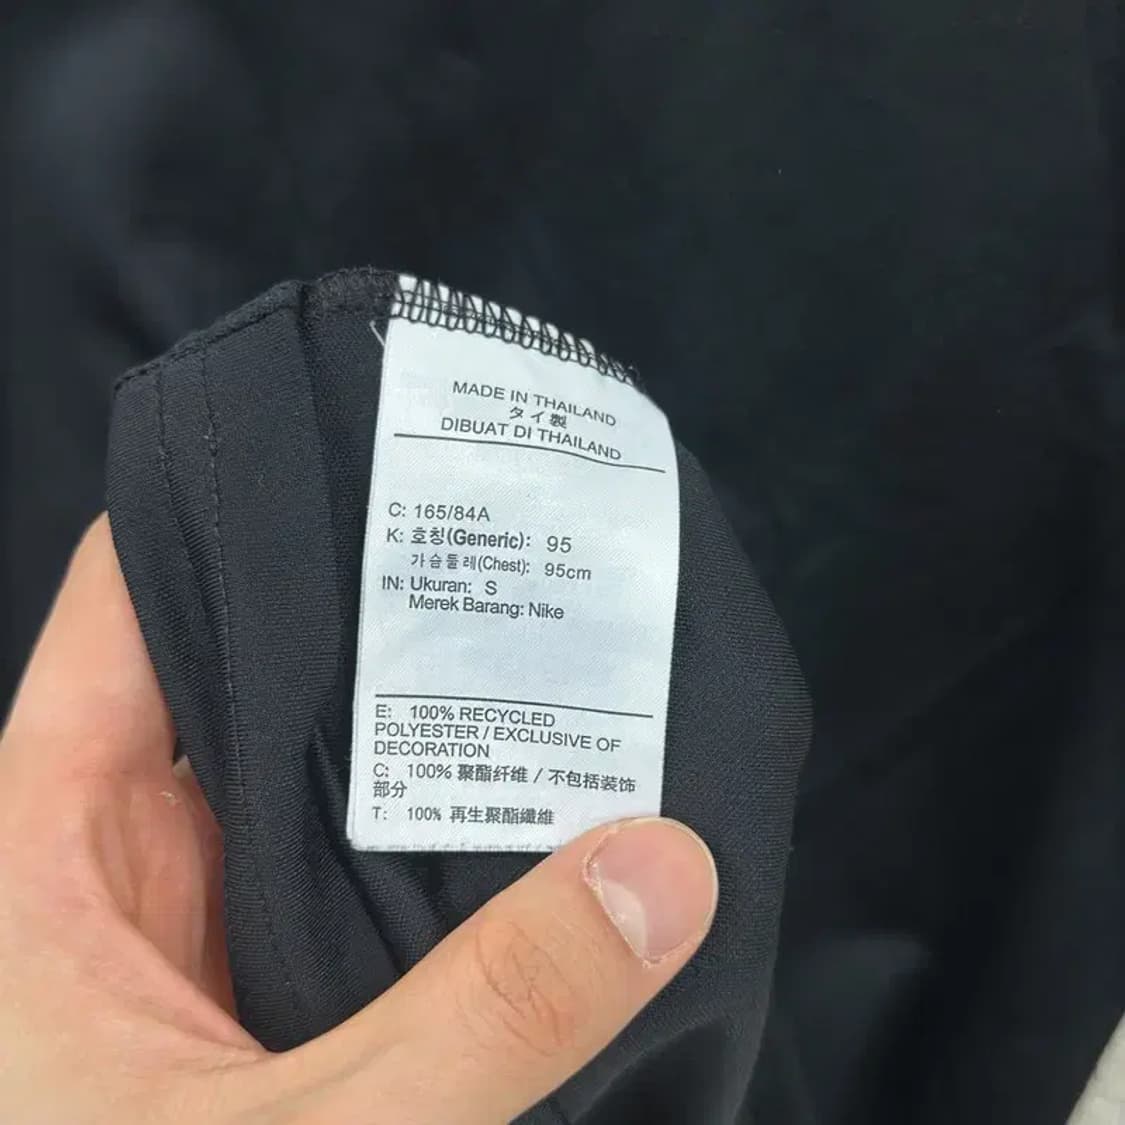 MADE IN THAILAND
タイ製
DIBUAT DI THAILAND
C: 165/84A
K: 호칭(Generic): 95
가슴둘레(Chest): 95cm
IN: Ukuran: S
Merek Barang: Nike
E: 100% RECYCLED
POLYESTER / EXCLUSIVE OF
DECORATION
C: 100% 聚酯纤维 / 不包括装饰
部分
T: 100% 再生聚酯纖維